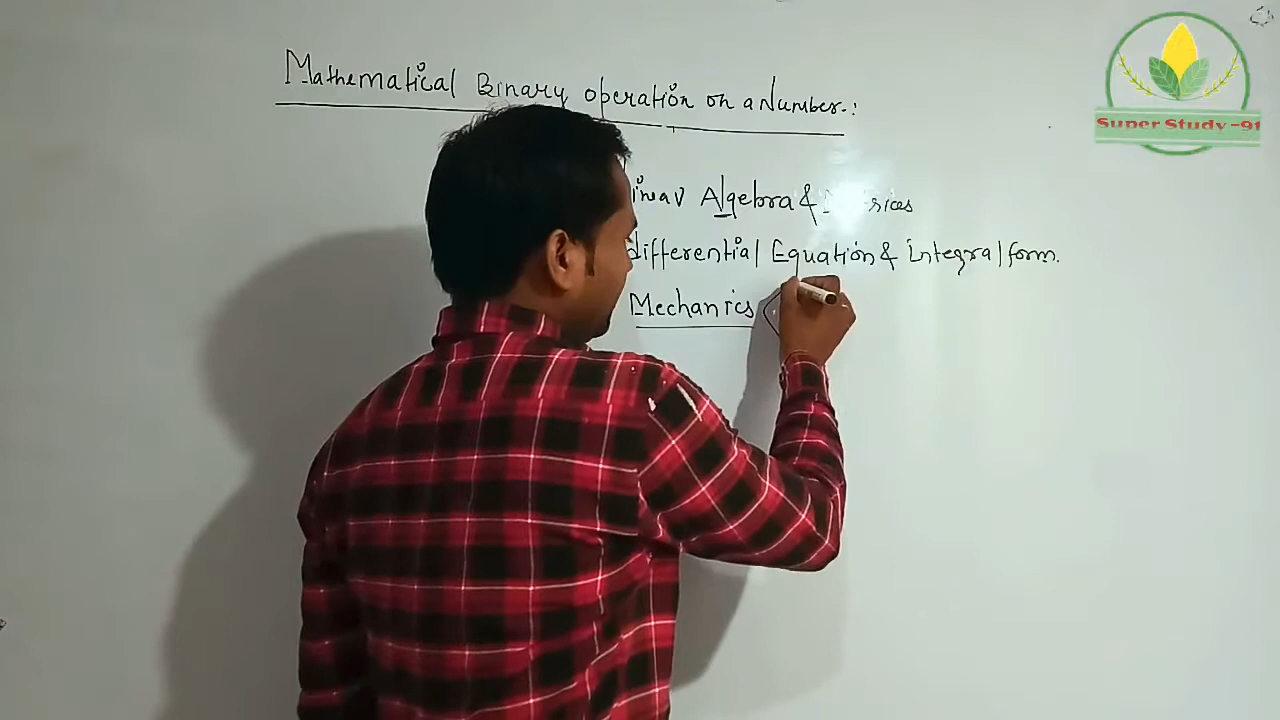 Mathematical Binary operation on a Number:
Algebra &
differential Equation & Integral form.
Mechanics (
Super Study -91